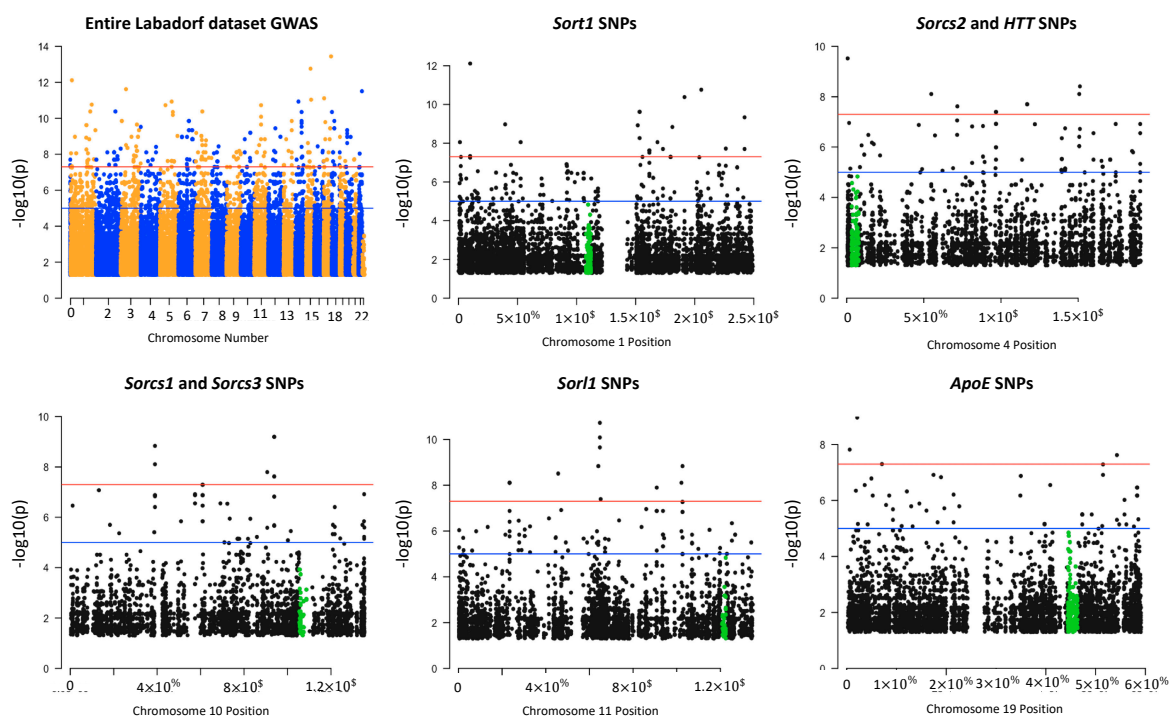 Entire Labadorf dataset GWAS
-log10(p)
14
12
10
8
6
4
2
0
0 2 3 4 5 6 7 8 9 11 13 15 18 22
Chromosome Number
Sort1 SNPs
-log10(p)
12
10
8
6
4
2
0
0 5×10% 1×10$ 1.5×10$ 2×10$ 2.5×10$
Chromosome 1 Position
Sorcs2 and HTT SNPs
-log10(p)
10
8
6
4
2
0
0 5×10% 1×10$ 1.5×10$
Chromosome 4 Position
Sorcs1 and Sorcs3 SNPs
-log10(p)
10
8
6
4
2
0
0 4×10% 8×10% 1.2×10$
Chromosome 10 Position
Sorl1 SNPs
-log10(p)
10
8
6
4
2
0
0 4×10% 8×10% 1.2×10$
Chromosome 11 Position
ApoE SNPs
-log10(p)
8
6
4
2
0
0 1×10% 2×10% 3×10% 4×10% 5×10% 6×10%
Chromosome 19 Position